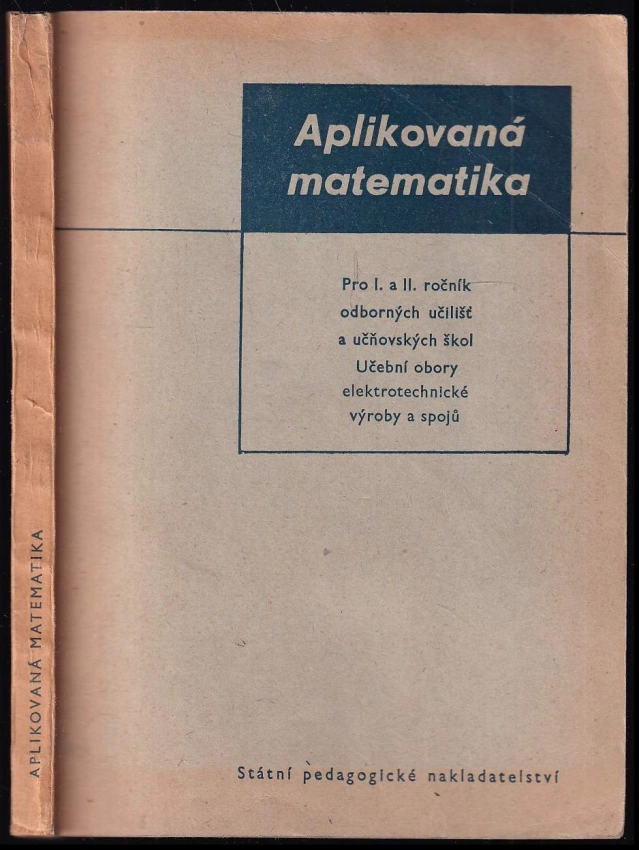 Aplikovaná
matematika
Pro I. a II. ročník
odborných učilišť
a učňovských škol
Učební obory
elektrotechnické
výroby a spojů
Státní pedagogické nakladatelství
APLIKOVANÁ MATEMATIKA